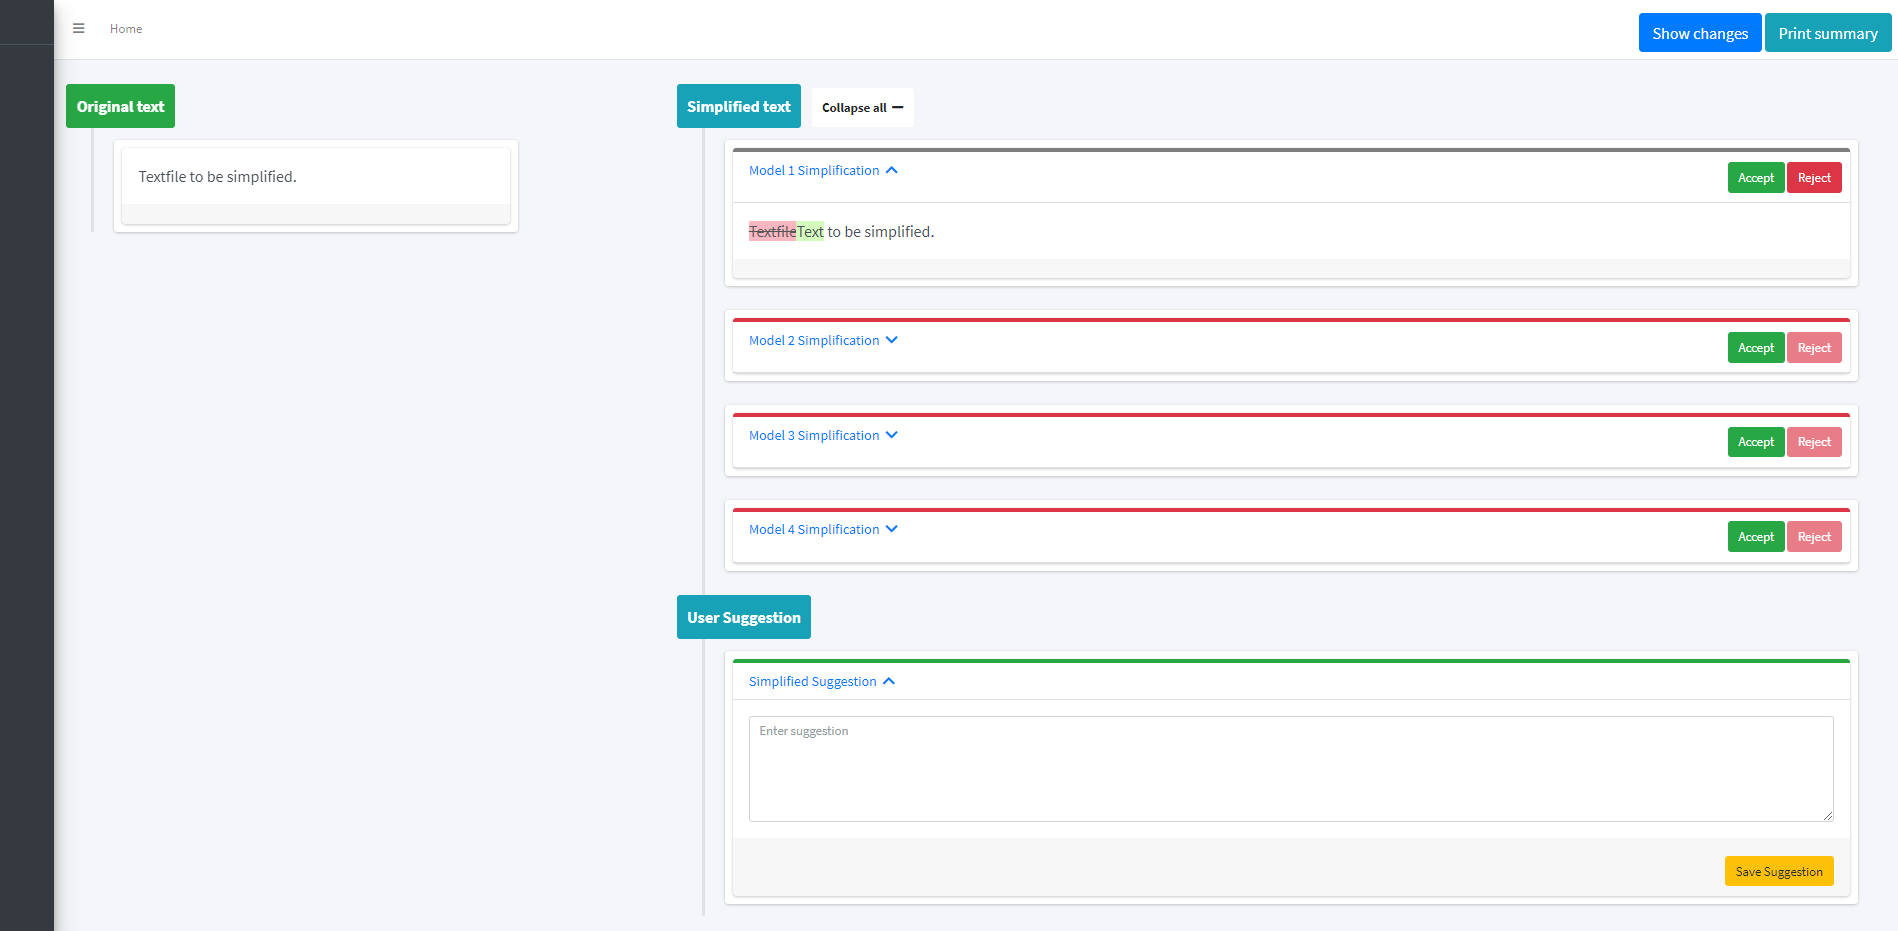 Home
Show changes
Print summary
Original text
Textfile to be simplified.
Simplified text
Collapse all
Model 1 Simplification
Accept
Reject
TextfileText to be simplified.
Model 2 Simplification
Accept
Reject
Model 3 Simplification
Accept
Reject
Model 4 Simplification
Accept
Reject
User Suggestion
Simplified Suggestion
Enter suggestion
Save Suggestion